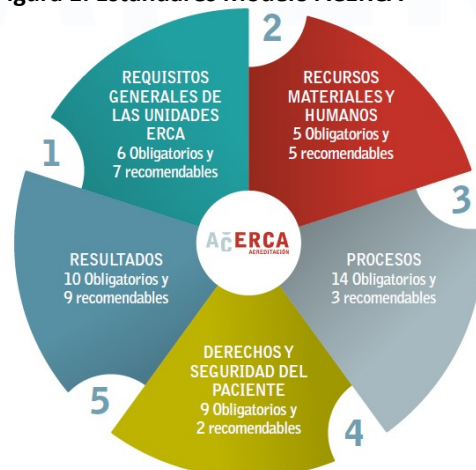 Estándares modelo ACERCA
1
REQUISITOS
GENERALES DE
LAS UNIDADES
ERCA
6 Obligatorios y
7 recomendables
2
RECURSOS
MATERIALES Y
HUMANOS
5 Obligatorios y
5 recomendables
3
PROCESOS
14 Obligatorios y
3 recomendables
4
DERECHOS Y
SEGURIDAD DEL
PACIENTE
9 Obligatorios y
2 recomendables
5
RESULTADOS
10 Obligatorios y
9 recomendables
ACERCA
ACREDITACIÓN